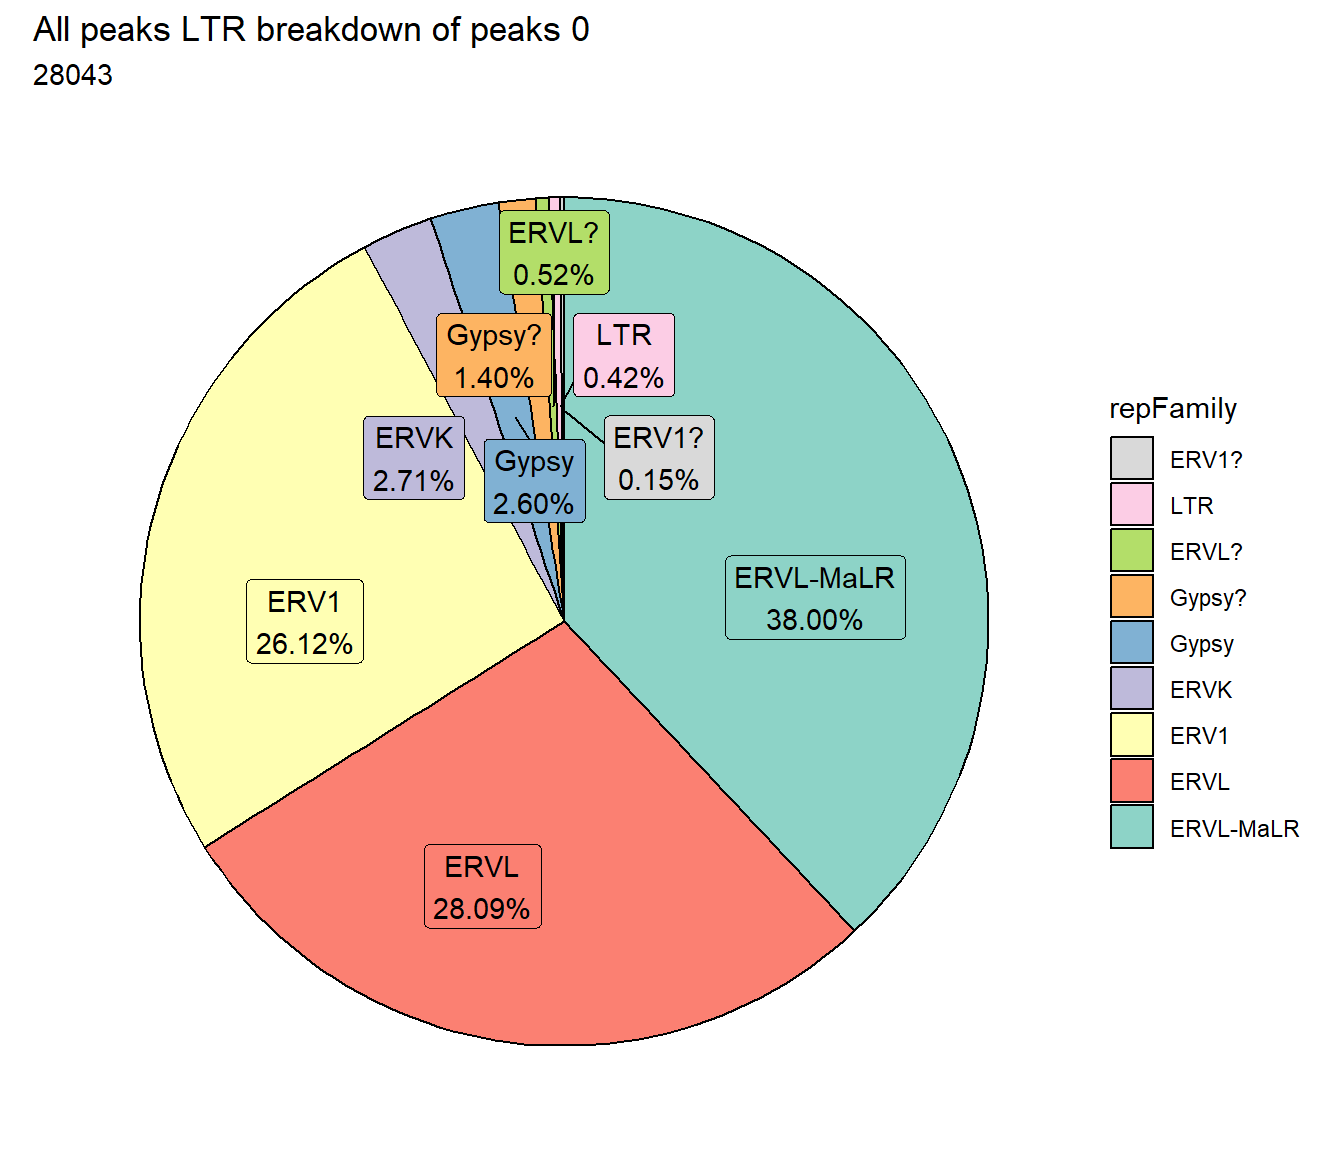 All peaks LTR breakdown of peaks 0
28043
ERVL?
0.52%
Gypsy?
1.40%
LTR
0.42%
ERVK
2.71%
Gypsy
2.60%
ERV1?
0.15%
ERVL-MaLR
38.00%
ERV1
26.12%
ERVL
28.09%
repFamily
ERV1?
LTR
ERVL?
Gypsy?
Gypsy
ERVK
ERV1
ERVL
ERVL-MaLR